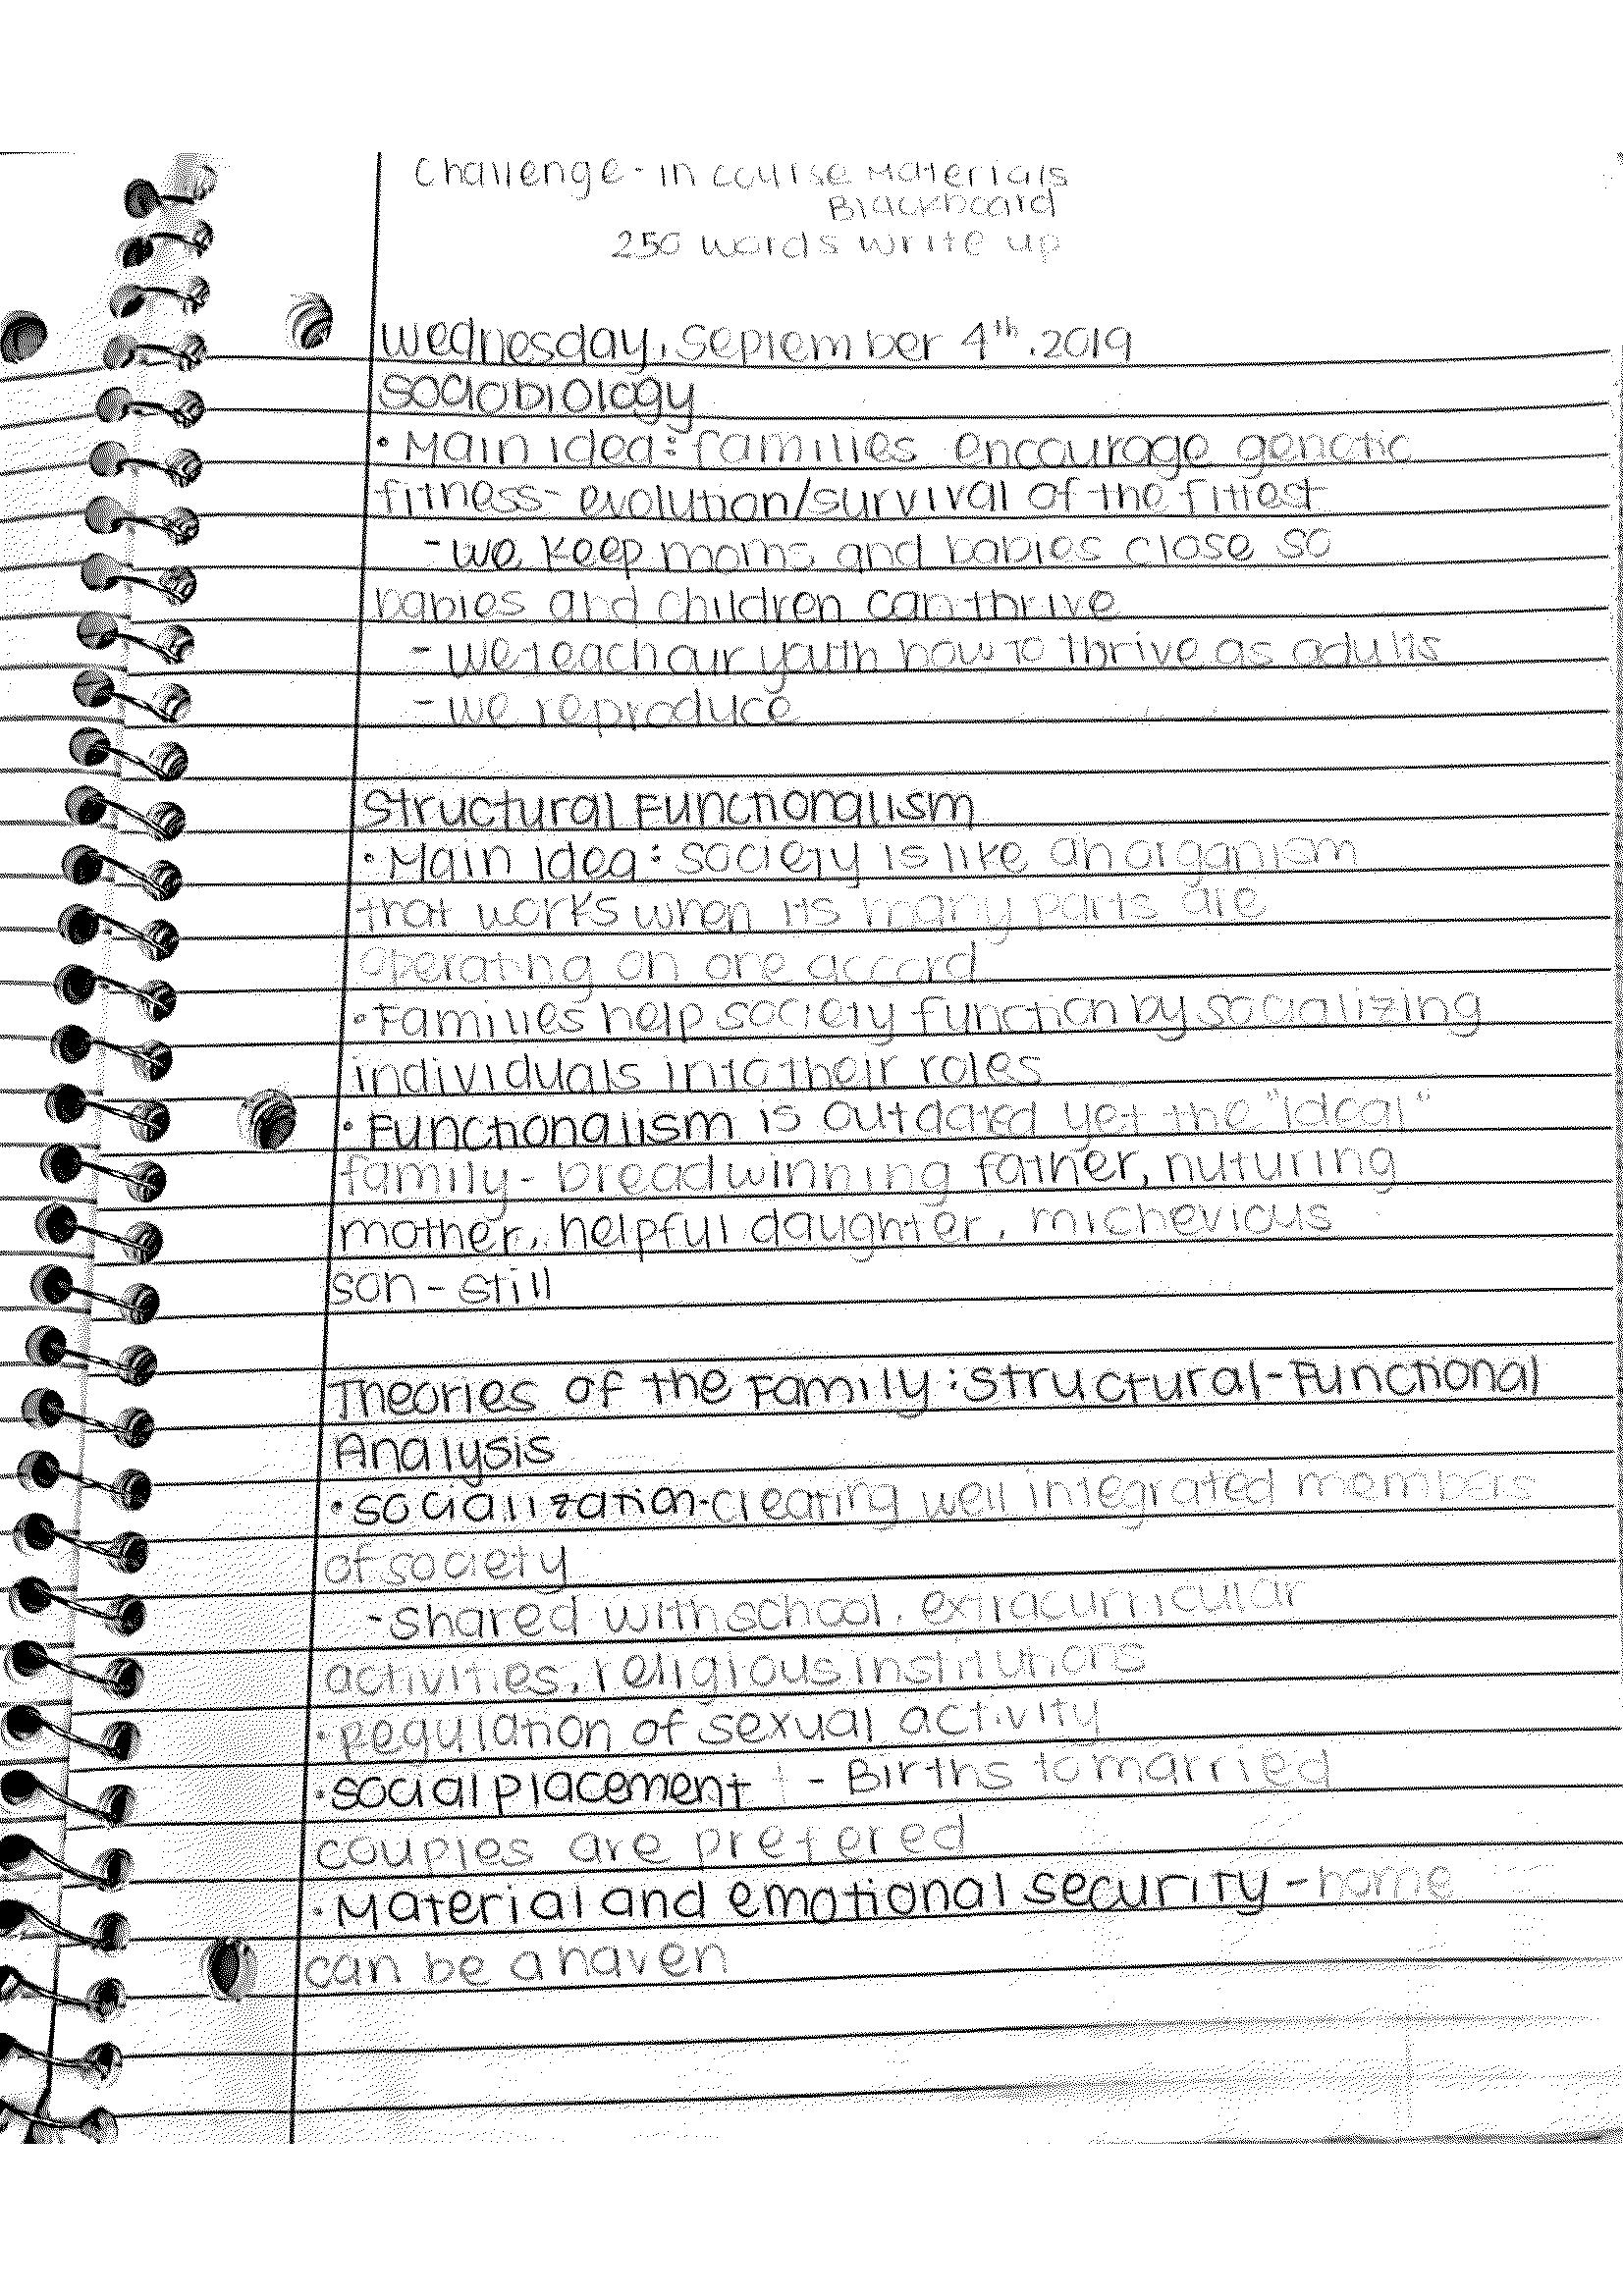 Challenge - in course Materials
Blackboard
250 words write up
Wednesday, September 4th, 2019
Sociobiology
• Main idea: families encourage genetic
fitness - evolution/survival of the fittest
- we keep moms and babies close so
babies and children can thrive
- we teach our youth how to thrive as adults
- we reproduce
Structural Functionalism
• Main Idea: society is like an organism
that works when its many parts are
operating on one accord
• Families help society function by socializing
individuals into their roles
• Functionalism is outdated yet the "ideal"
family - breadwinning father, nuturing
mother, helpful daughter, michevious
son - still
Theories of the Family: Structural-Functional
Analysis
• Socialization - creating well integrated members
of society
- shared with school, extracurricular
activities, religious institutions
• Regulation of sexual activity
• social placement - Births to married
couples are prefered
• Material and emotional security - home
can be a haven